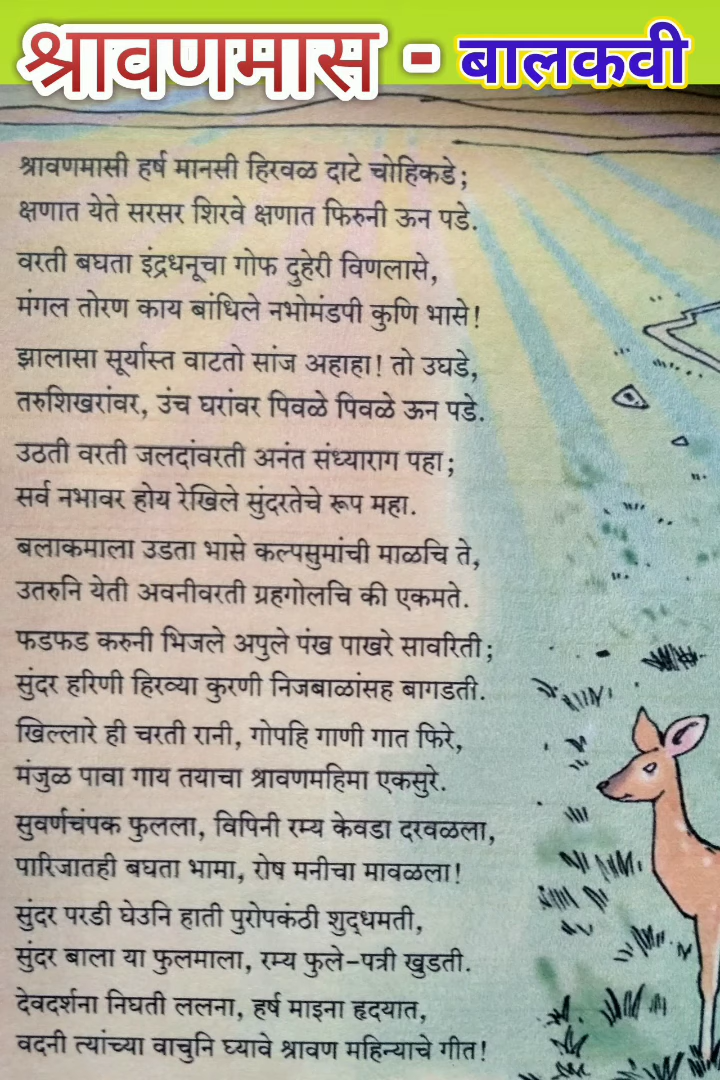 श्रावणमास - बालकवी
श्रावणमासी हर्ष मानसी हिरवळ दाटे चोहिकडे;
क्षणात येते सरसर शिरवे क्षणात फिरुनी ऊन पडे.
वरती बघता इंद्रधनूचा गोफ दुहेरी विणलासे,
मंगल तोरण काय बांधिले नभोमंडपी कुणि भासे!
झालासा सूर्यास्त वाटतो सांज अहाहा! तो उघडे,
तरुशिखरांवर, उंच घरांवर पिवळे पिवळे ऊन पडे.
उठती वरती जलदांवरती अनंत संध्याराग पहा;
सर्व नभावर होय रेखिले सुंदरतेचे रूप महा.
बलाकमाला उडता भासे कल्पसुमांची माळचि ते,
उतरुनि येती अवनीवरती ग्रहगोलचि की एकमते.
फडफड करुनी भिजले अपुले पंख पाखरे सावरिती;
सुंदर हरिणी हिरव्या कुरणी निजबाळांसह बागडती.
खिल्लारे ही चरती रानी, गोपहि गाणी गात फिरे,
मंजुळ पावा गाय तयाचा श्रावणमहिमा एकसुरे.
सुवर्णचंपक फुलला, विपिनी रम्य केवडा दरवळला,
पारिजातही बघता भामा, रोष मनीचा मावळला!
सुंदर परडी घेउनि हाती पुरोपकंठी शुद्धमती,
सुंदर बाला या फुलमाला, रम्य फुले-पत्री खुडती.
देवदर्शना निघती ललना, हर्ष माइना हृदयात,
वदनी त्यांच्या वाचुनि घ्यावे श्रावण महिन्याचे गीत!